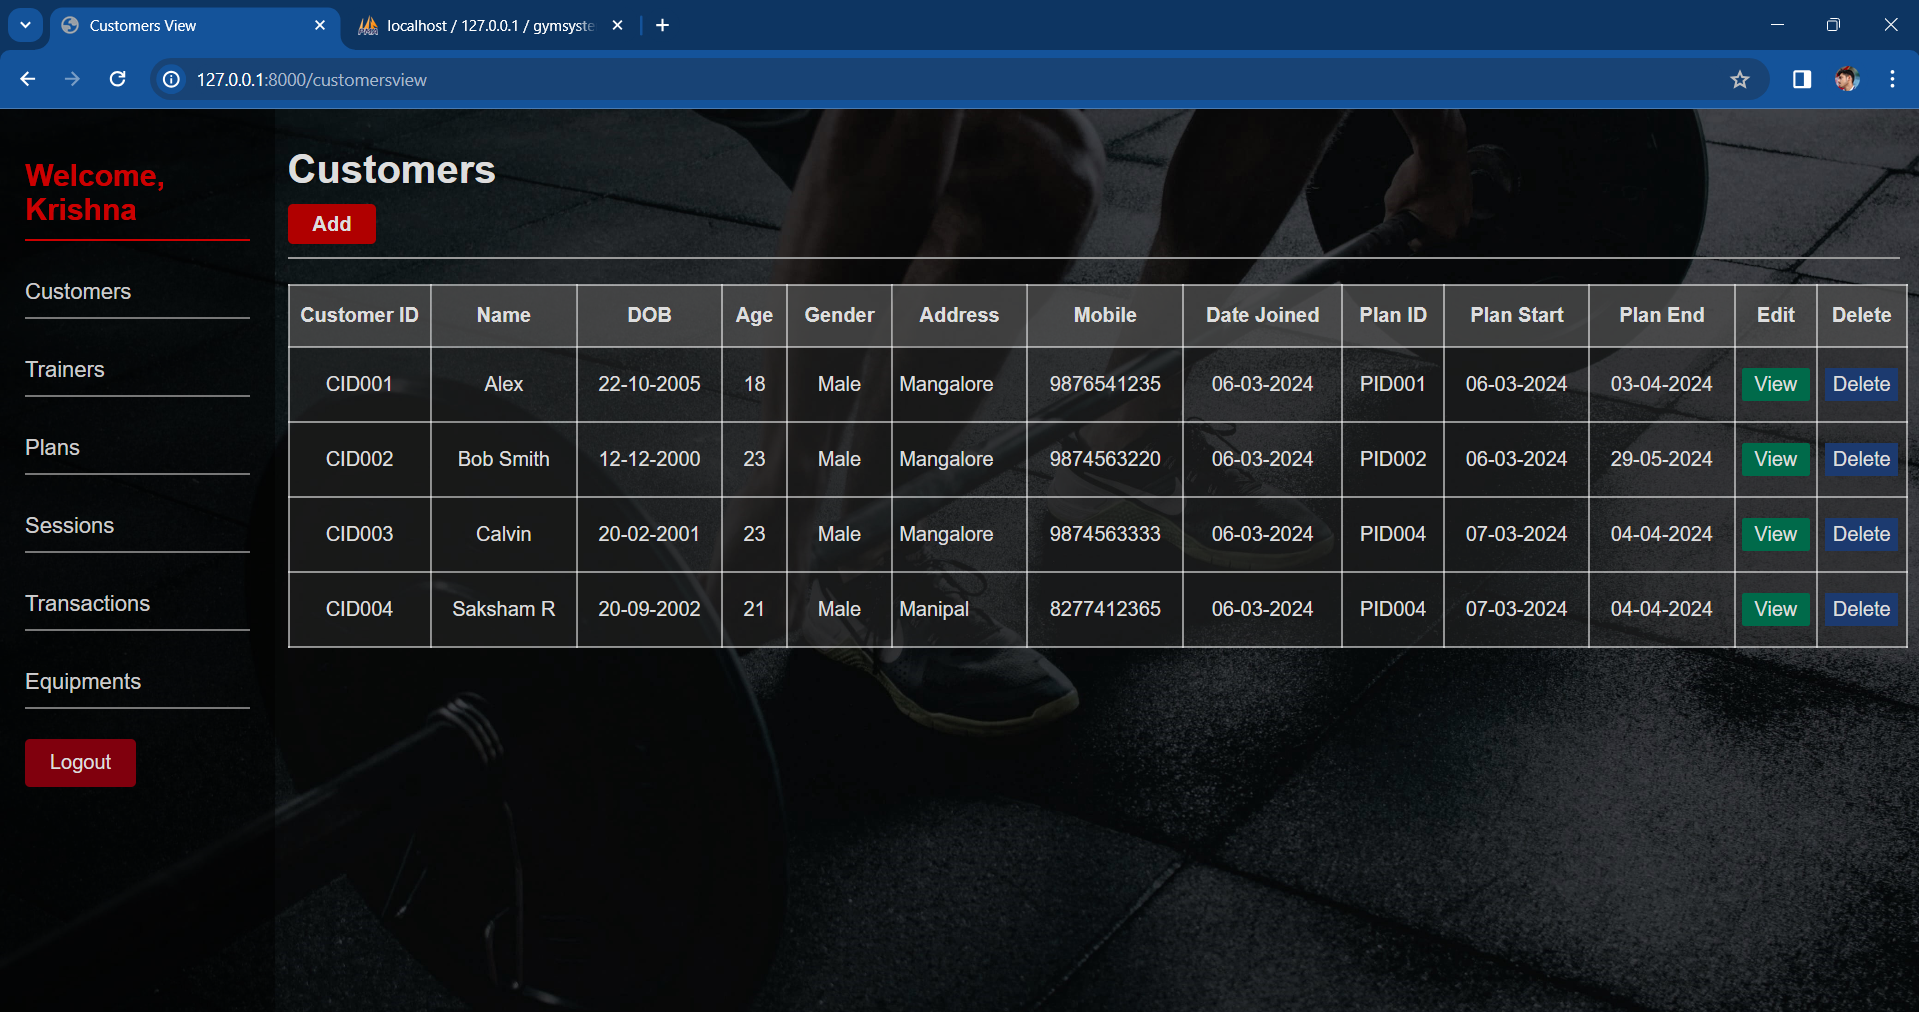 Customers View
localhost / 127.0.0.1 / gymsyste
127.0.0.1:8000/customersview
Welcome,
Krishna
Customers
Trainers
Plans
Sessions
Transactions
Equipments
Logout
Customers
Add
Customer ID Name DOB Age Gender Address Mobile Date Joined Plan ID Plan Start Plan End Edit Delete
CID001 Alex 22-10-2005 18 Male Mangalore 9876541235 06-03-2024 PID001 06-03-2024 03-04-2024 View Delete
CID002 Bob Smith 12-12-2000 23 Male Mangalore 9874563220 06-03-2024 PID002 06-03-2024 29-05-2024 View Delete
CID003 Calvin 20-02-2001 23 Male Mangalore 9874563333 06-03-2024 PID004 07-03-2024 04-04-2024 View Delete
CID004 Saksham R 20-09-2002 21 Male Manipal 8277412365 06-03-2024 PID004 07-03-2024 04-04-2024 View Delete